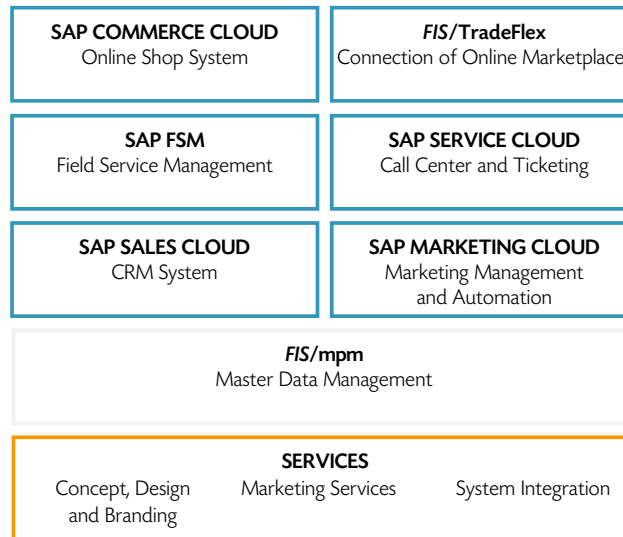 SAP COMMERCE CLOUD
Online Shop System
FIS/TradeFlex
Connection of Online Marketplace
SAP FSM
Field Service Management
SAP SERVICE CLOUD
Call Center and Ticketing
SAP SALES CLOUD
CRM System
SAP MARKETING CLOUD
Marketing Management
and Automation
FIS/mpm
Master Data Management
SERVICES
Concept, Design
and Branding
Marketing Services
System Integration